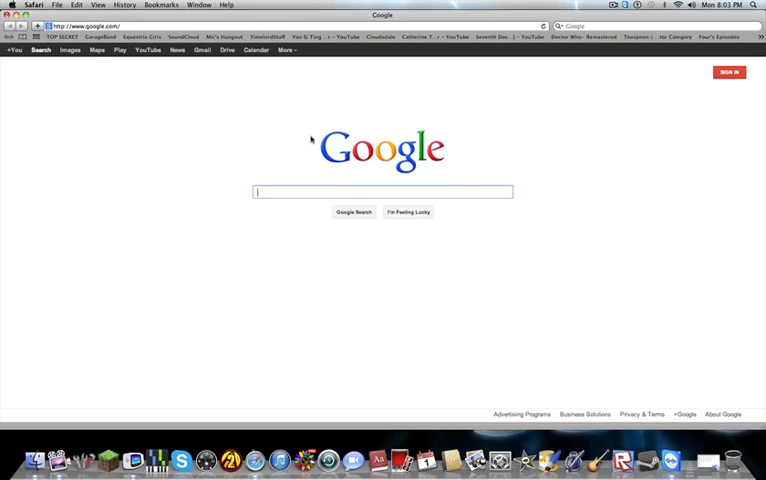 Safari File Edit View History Bookmarks Window Help Mon 8:03 PM
Google
http://www.google.com/ Google
TOP SECRET GarageBand Equestria Girls SoundCloud Mic's Hangout TimelordStuff Yao Si Ting ...r – YouTube Cloudsdale Catherine T...r – YouTube Seventh Doc...] – YouTube Doctor Who– Remastered Teaspoon : ...tor Category Four's Episodes
+You Search Images Maps Play YouTube News Gmail Drive Calendar More
SIGN IN
Google
Google Search I'm Feeling Lucky
Advertising Programs Business Solutions Privacy & Terms +Google About Google